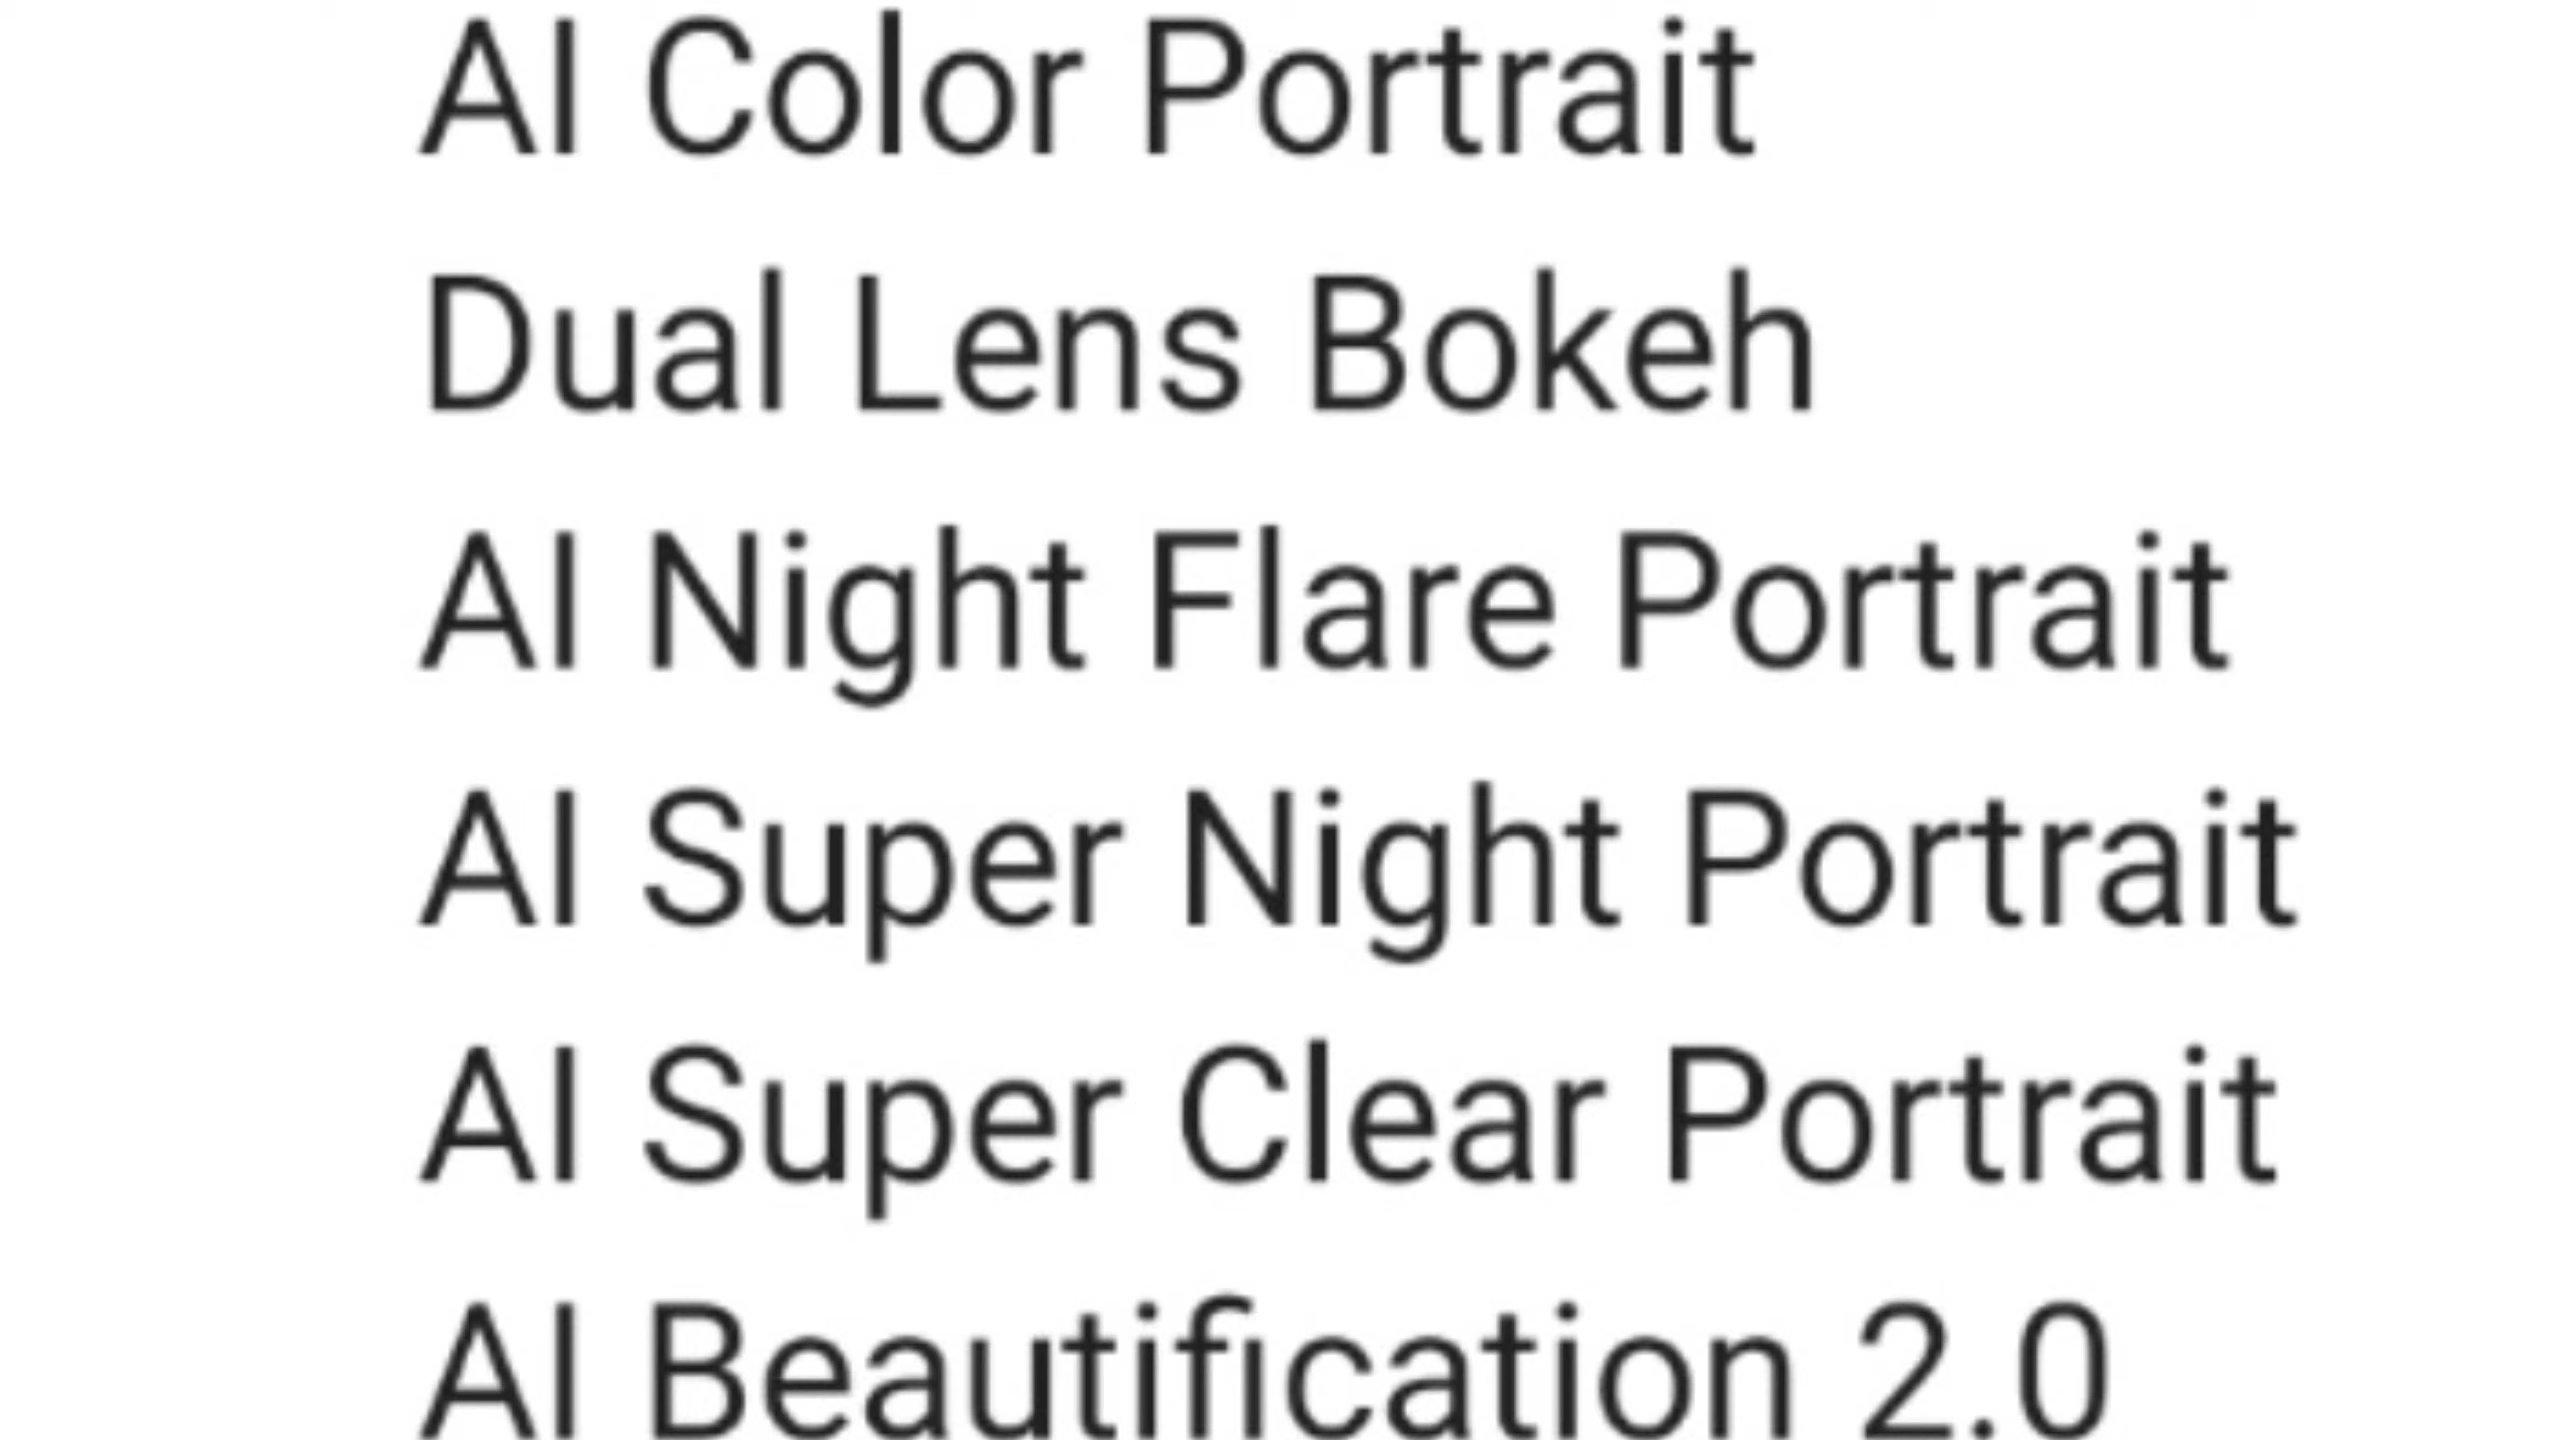 AI Color Portrait
Dual Lens Bokeh
AI Night Flare Portrait
AI Super Night Portrait
AI Super Clear Portrait
AI Beautification 2.0